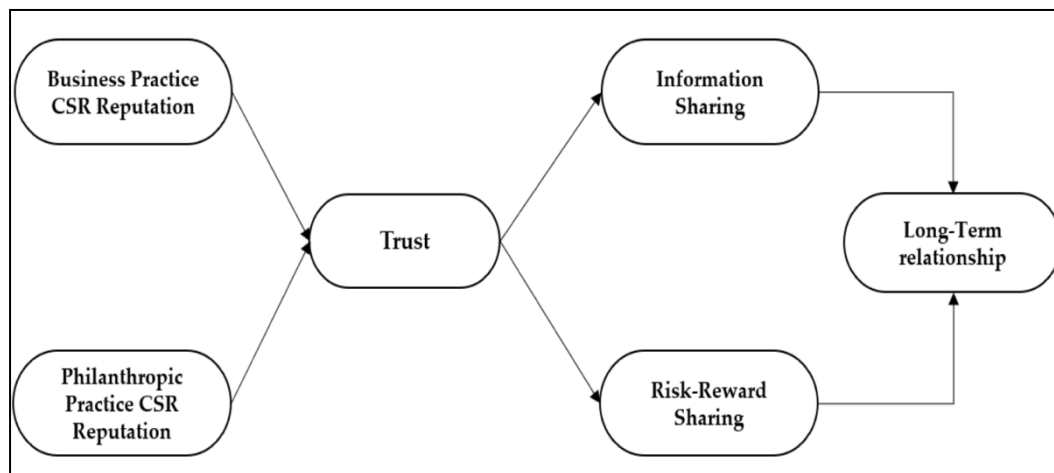 Business Practice
CSR Reputation
Information
Sharing
Trust
Long-Term
relationship
Philanthropic
Practice CSR
Reputation
Risk-Reward
Sharing